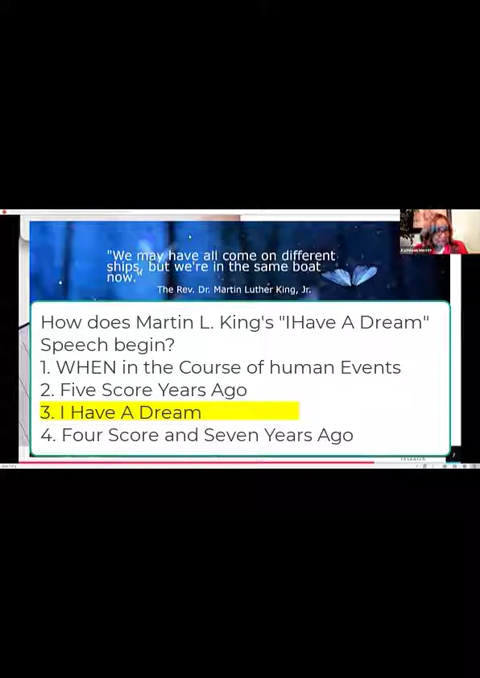 "We may have all come on different
ships, but we're in the same boat
now."
The Rev. Dr. Martin Luther King, Jr.
How does Martin L. King's "IHave A Dream"
Speech begin?
1. WHEN in the Course of human Events
2. Five Score Years Ago
3. I Have A Dream
4. Four Score and Seven Years Ago